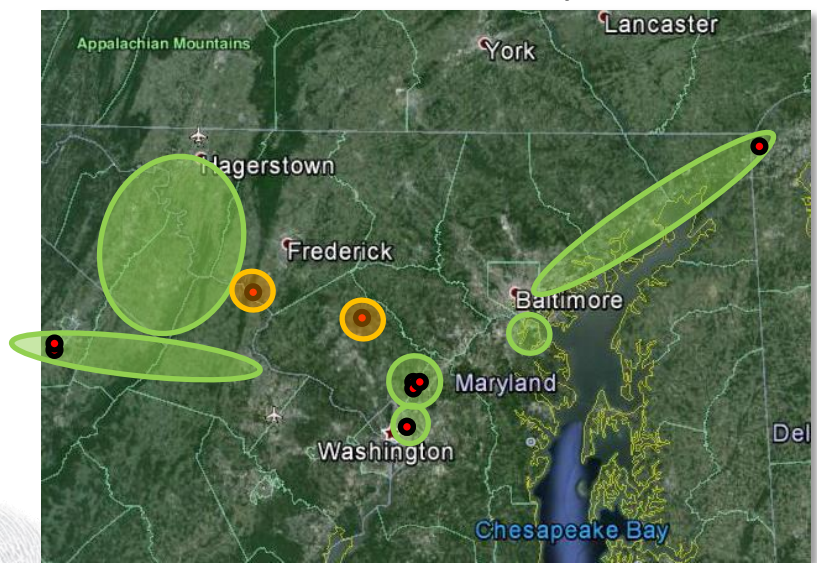 Lancaster
York
Appalachian Mountains
Hagerstown
Frederick
Baltimore
Maryland
Washington
Del
Chesapeake Bay